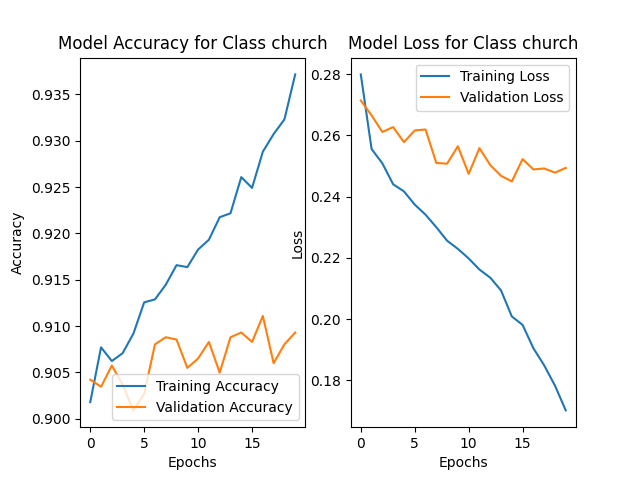 Model Accuracy for Class church
Accuracy
0.935
0.930
0.925
0.920
0.915
0.910
0.905
0.900
0
5
10
15
Epochs
Training Accuracy
Validation Accuracy
Model Loss for Class church
Loss
0.28
0.26
0.24
0.22
0.20
0.18
0
5
10
15
Epochs
Training Loss
Validation Loss